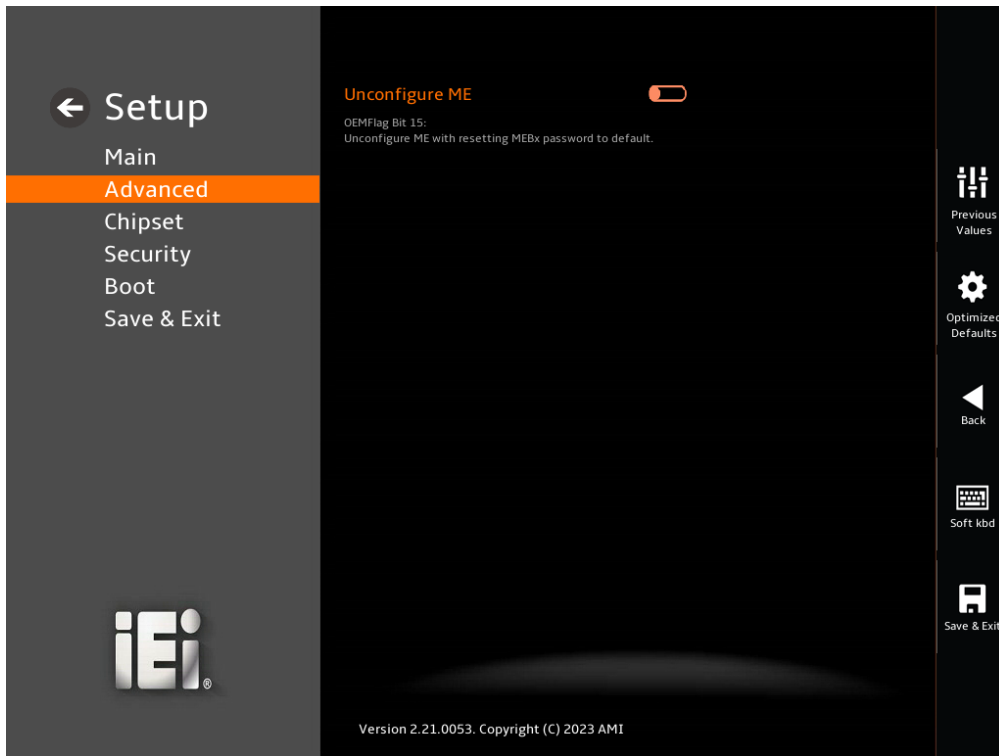 Setup
Main
Advanced
Chipset
Security
Boot
Save & Exit
iEi®
Unconfigure ME
OEMFlag Bit 15:
Unconfigure ME with resetting MEBx password to default.
Version 2.21.0053. Copyright (C) 2023 AMI
Previous
Values
Optimized
Defaults
Back
Soft kbd
Save & Exit